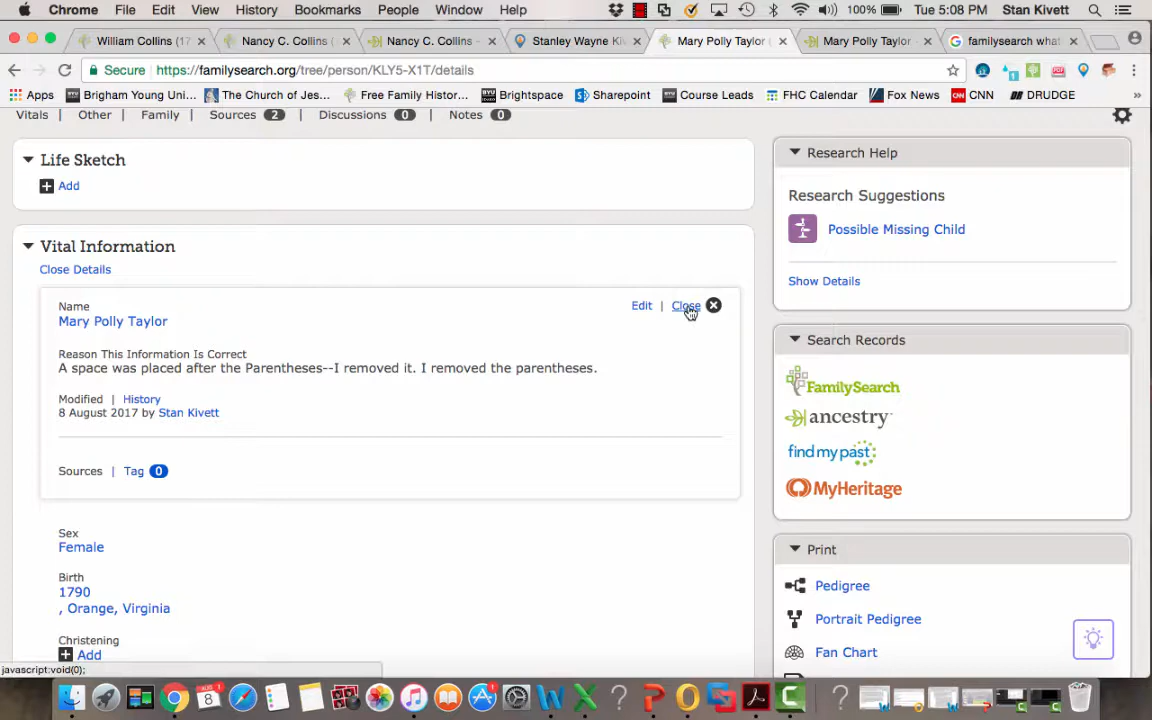 Chrome File Edit View History Bookmarks People Window Help 100% Tue 5:08 PM Stan Kivett
William Collins (17 Nancy C. Collins ( Nancy C. Collins - Stanley Wayne Ki Mary Polly Taylor ( Mary Polly Taylor familysearch what
Secure https://familysearch.org/tree/person/KLY5-X1T/details
Apps Brigham Young Uni... The Church of Jes... Free Family Histor... Brightspace Sharepoint Course Leads FHC Calendar Fox News CNN DRUDGE »
Vitals | Other | Family | Sources 2 | Discussions 0 | Notes 0
Life Sketch
Add
Vital Information
Close Details
Name
Mary Polly Taylor
Edit | Close
Reason This Information Is Correct
A space was placed after the Parentheses--I removed it. I removed the parentheses.
Modified | History
8 August 2017 by Stan Kivett
Sources | Tag 0
Sex
Female
Birth
1790
, Orange, Virginia
Christening
Add
javascript:void(0);
Research Help
Research Suggestions
Possible Missing Child
Show Details
Search Records
FamilySearch
ancestry
findmypast
MyHeritage
Print
Pedigree
Portrait Pedigree
Fan Chart